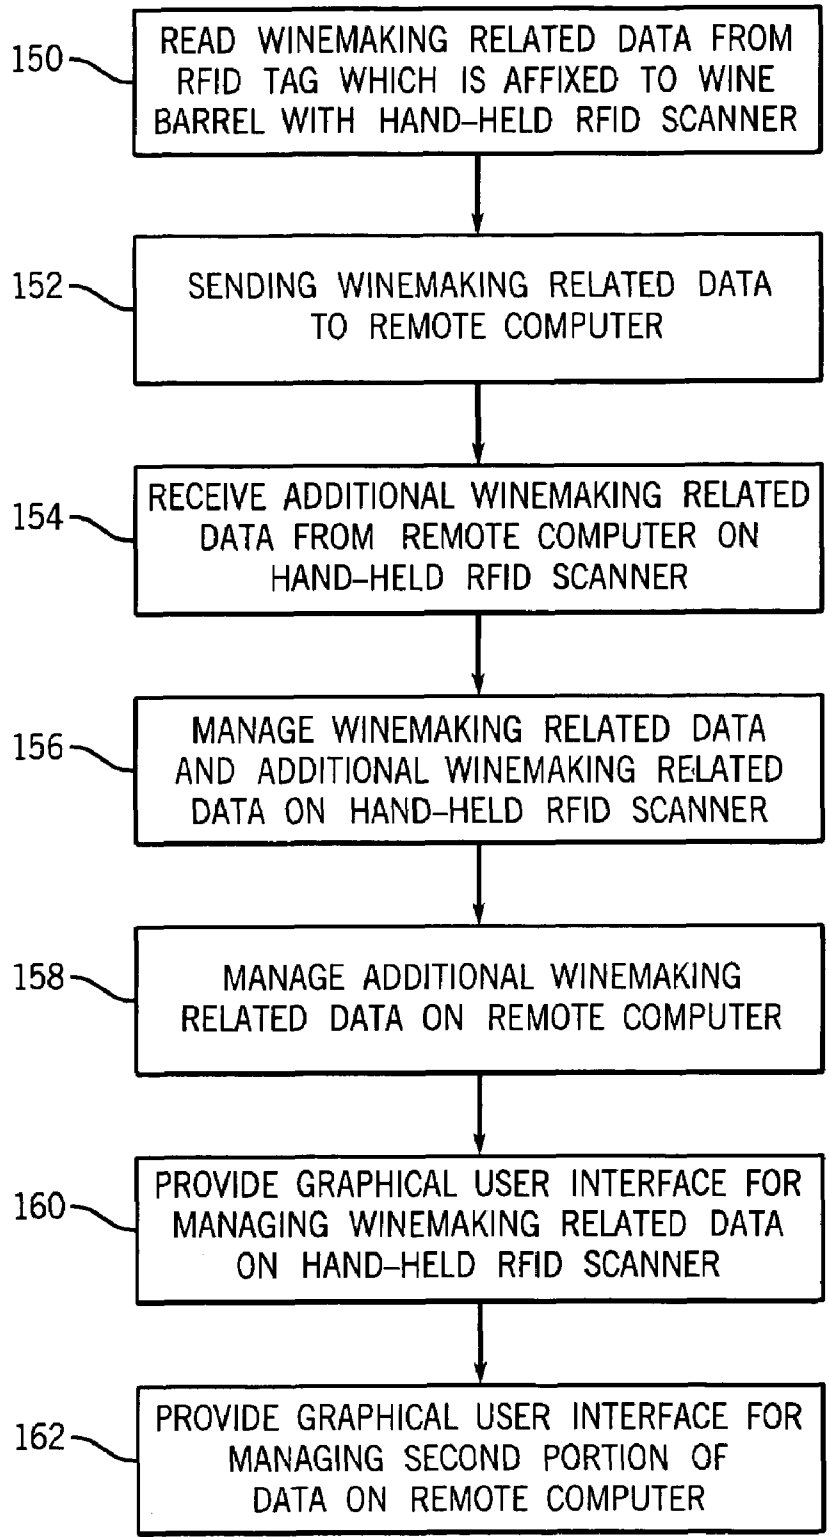 150
READ WINEMAKING RELATED DATA FROM
RFID TAG WHICH IS AFFIXED TO WINE
BARREL WITH HAND-HELD RFID SCANNER
152
SENDING WINEMAKING RELATED DATA
TO REMOTE COMPUTER
154
RECEIVE ADDITIONAL WINEMAKING RELATED
DATA FROM REMOTE COMPUTER ON
HAND-HELD RFID SCANNER
156
MANAGE WINEMAKING RELATED DATA
AND ADDITIONAL WINEMAKING RELATED
DATA ON HAND-HELD RFID SCANNER
158
MANAGE ADDITIONAL WINEMAKING
RELATED DATA ON REMOTE COMPUTER
160
PROVIDE GRAPHICAL USER INTERFACE FOR
MANAGING WINEMAKING RELATED DATA
ON HAND-HELD RFID SCANNER
162
PROVIDE GRAPHICAL USER INTERFACE FOR
MANAGING SECOND PORTION OF
DATA ON REMOTE COMPUTER